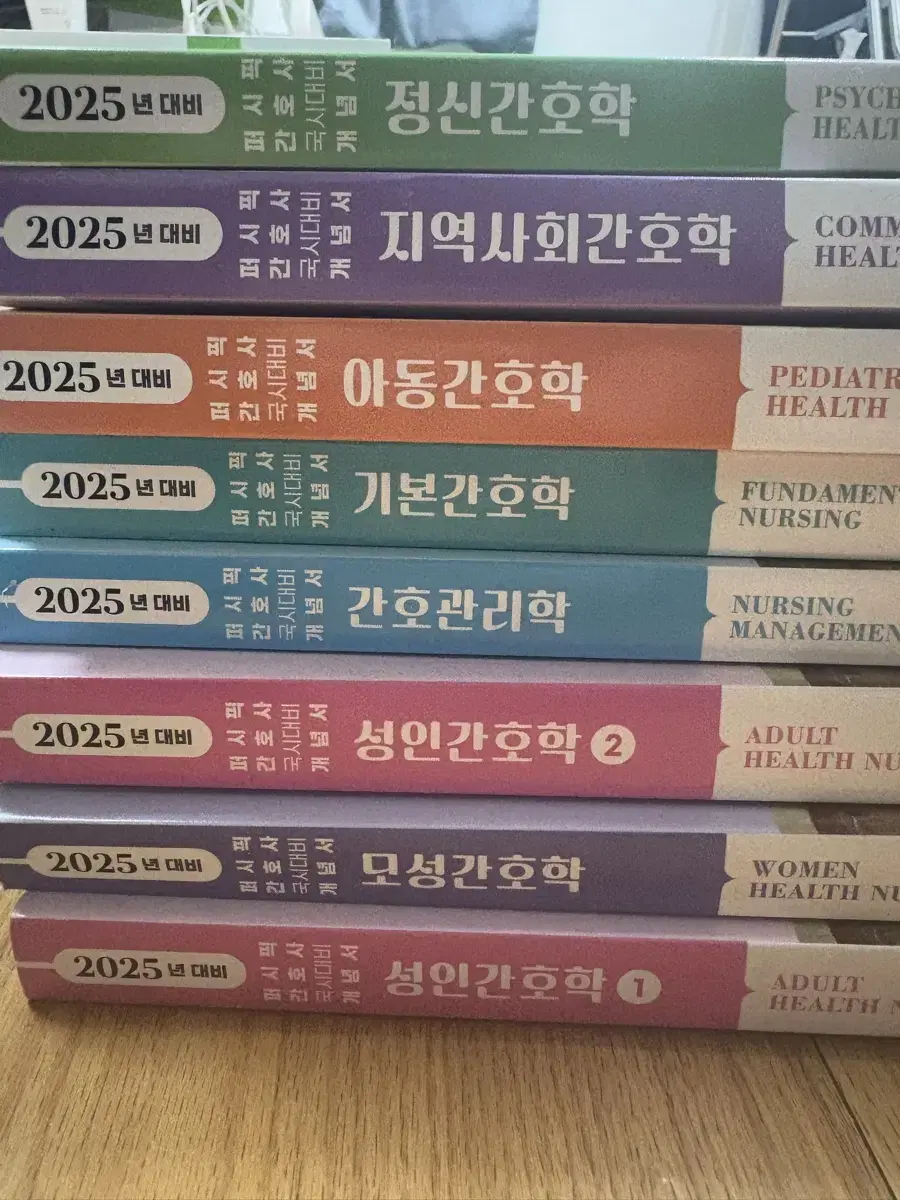 2025년 대비
퍼시픽
간호사
국시대비
개념서
정신간호학
PSYCH
HEALT
2025년 대비
퍼시픽
간호사
국시대비
개념서
지역사회간호학
COMM
HEALT
2025년 대비
퍼시픽
간호사
국시대비
개념서
아동간호학
PEDIATR
HEALTH
2025년 대비
퍼시픽
간호사
국시대비
개념서
기본간호학
FUNDAMEN
NURSING
2025년 대비
퍼시픽
간호사
국시대비
개념서
간호관리학
NURSING
MANAGEMEN
2025년 대비
퍼시픽
간호사
국시대비
개념서
성인간호학 2
ADULT
HEALTH NU
2025년 대비
퍼시픽
간호사
국시대비
개념서
모성간호학
WOMEN
HEALTH NU
2025년 대비
퍼시픽
간호사
국시대비
개념서
성인간호학 1
ADULT
HEALTH N